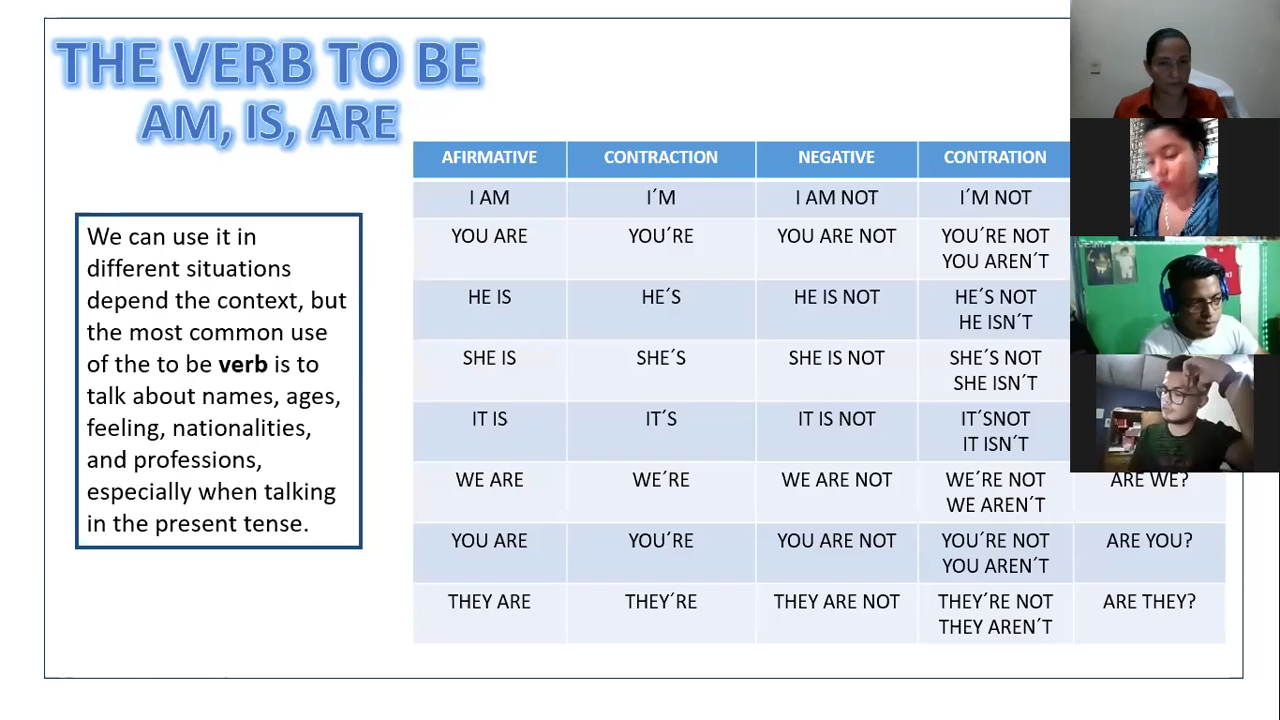 THE VERB TO BE
AM, IS, ARE
We can use it in
different situations
depend the context, but
the most common use
of the to be verb is to
talk about names, ages,
feeling, nationalities,
and professions,
especially when talking
in the present tense.
AFIRMATIVE CONTRACTION NEGATIVE CONTRATION
I AM I´M I AM NOT I´M NOT
YOU ARE YOU´RE YOU ARE NOT YOU´RE NOT
YOU AREN´T
HE IS HE´S HE IS NOT HE´S NOT
HE ISN´T
SHE IS SHE´S SHE IS NOT SHE´S NOT
SHE ISN´T
IT IS IT´S IT IS NOT IT´SNOT
IT ISN´T
WE ARE WE´RE WE ARE NOT WE´RE NOT ARE WE?
WE AREN´T
YOU ARE YOU´RE YOU ARE NOT YOU´RE NOT ARE YOU?
YOU AREN´T
THEY ARE THEY´RE THEY ARE NOT THEY´RE NOT ARE THEY?
THEY AREN´T